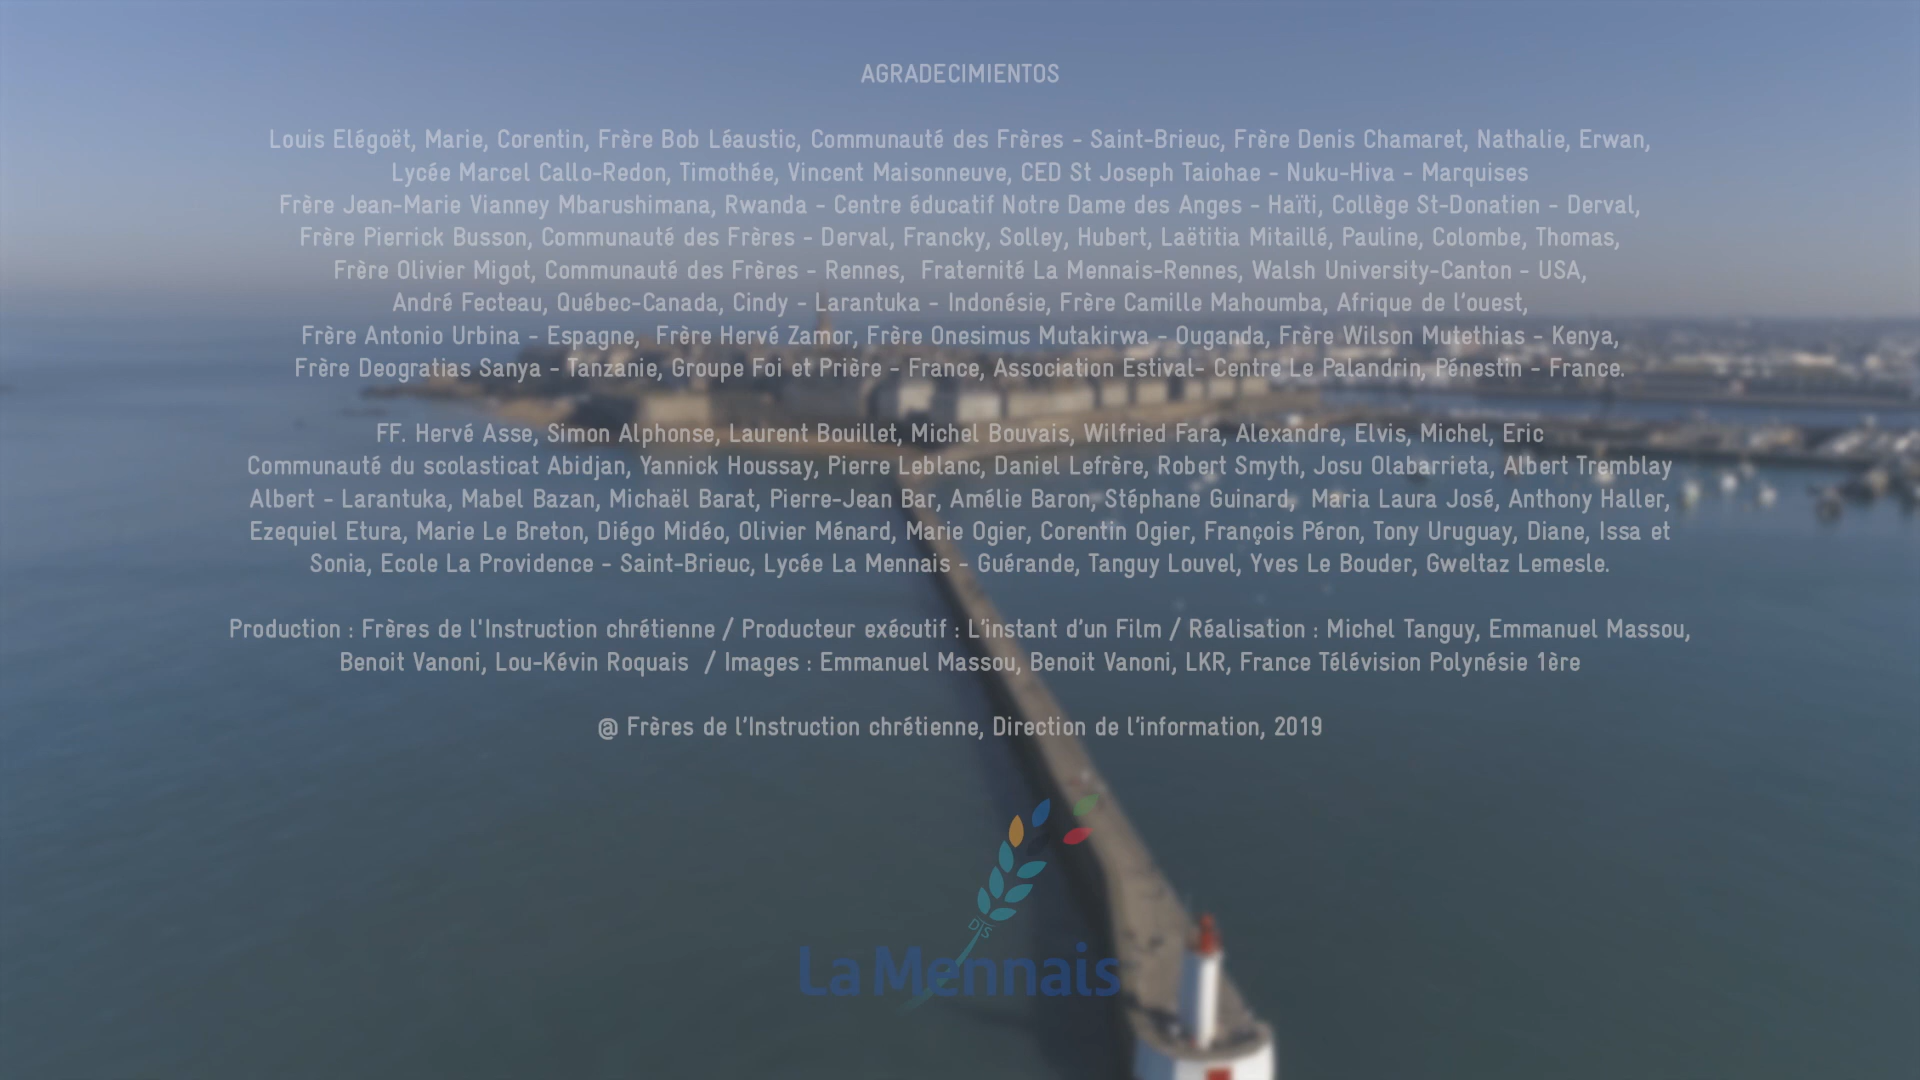 AGRADECIMIENTOS
Louis Elégoët, Marie, Corentin, Frère Bob Léaustic, Communauté des Frères - Saint-Brieuc, Frère Denis Chamaret, Nathalie, Erwan,
Lycée Marcel Callo-Redon, Timothée, Vincent Maisonneuve, CED St Joseph Taiohae - Nuku-Hiva - Marquises
Frère Jean-Marie Vianney Mbarushimana, Rwanda - Centre éducatif Notre Dame des Anges - Haïti, Collège St-Donatien - Derval,
Frère Pierrick Busson, Communauté des Frères - Derval, Francky, Solley, Hubert, Laëtitia Mitaillé, Pauline, Colombe, Thomas,
Frère Olivier Migot, Communauté des Frères - Rennes,  Fraternité La Mennais-Rennes, Walsh University-Canton - USA,
André Fecteau, Québec-Canada, Cindy - Larantuka - Indonésie, Frère Camille Mahoumba, Afrique de l’ouest,
Frère Antonio Urbina - Espagne,  Frère Hervé Zamor, Frère Onesimus Mutakirwa - Ouganda, Frère Wilson Mutethias - Kenya,
Frère Deogratias Sanya - Tanzanie, Groupe Foi et Prière - France, Association Estival- Centre Le Palandrin, Pénestin - France.
FF. Hervé Asse, Simon Alphonse, Laurent Bouillet, Michel Bouvais, Wilfried Fara, Alexandre, Elvis, Michel, Eric
Communauté du scolasticat Abidjan, Yannick Houssay, Pierre Leblanc, Daniel Lefrère, Robert Smyth, Josu Olabarrieta, Albert Tremblay
Albert - Larantuka, Mabel Bazan, Michaël Barat, Pierre-Jean Bar, Amélie Baron, Stéphane Guinard,  Maria Laura José, Anthony Haller,
Ezequiel Etura, Marie Le Breton, Diégo Midéo, Olivier Ménard, Marie Ogier, Corentin Ogier, François Péron, Tony Uruguay, Diane, Issa et
Sonia, Ecole La Providence - Saint-Brieuc, Lycée La Mennais - Guérande, Tanguy Louvel, Yves Le Bouder, Gweltaz Lemesle.
Production : Frères de l'Instruction chrétienne / Producteur exécutif : L’instant d’un Film / Réalisation : Michel Tanguy, Emmanuel Massou,
Benoit Vanoni, Lou-Kévin Roquais  / Images : Emmanuel Massou, Benoit Vanoni, LKR, France Télévision Polynésie 1ère
@ Frères de l’Instruction chrétienne, Direction de l’information, 2019
D|S
La Mennais